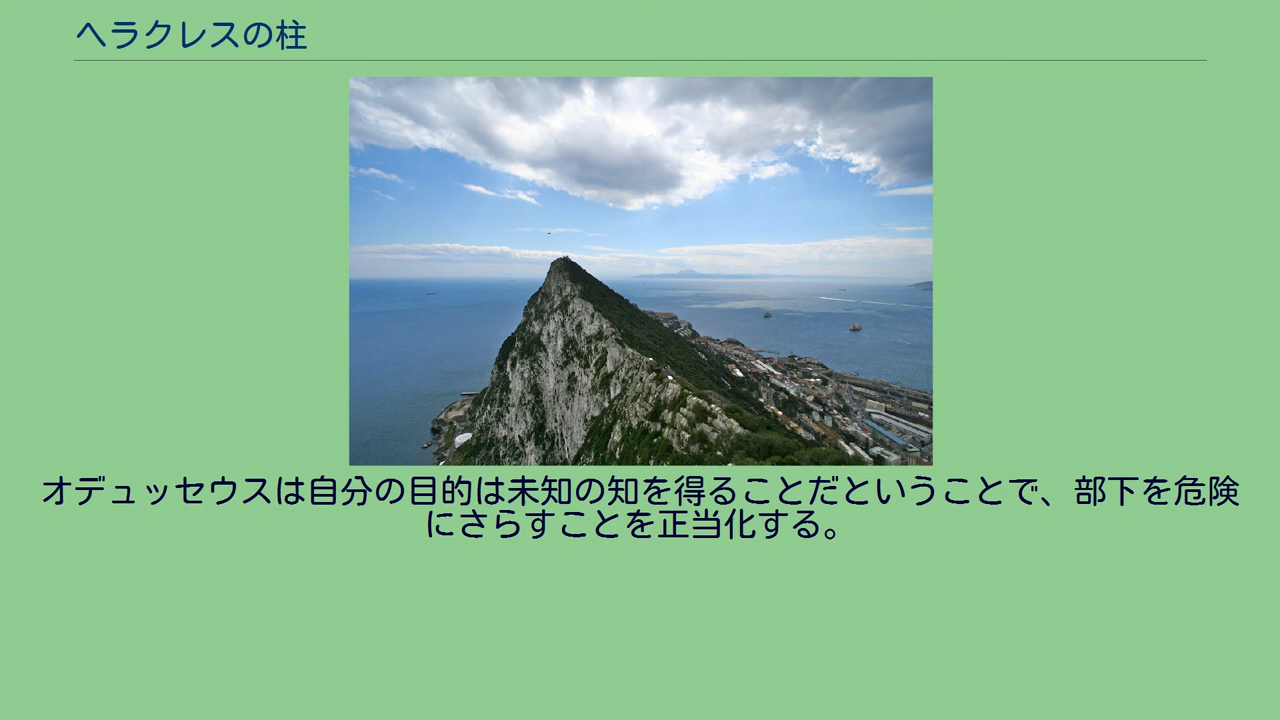 ヘラクレスの柱
オデュッセウスは自分の目的は未知の知を得ることだということで、部下を危険
にさらすことを正当化する。